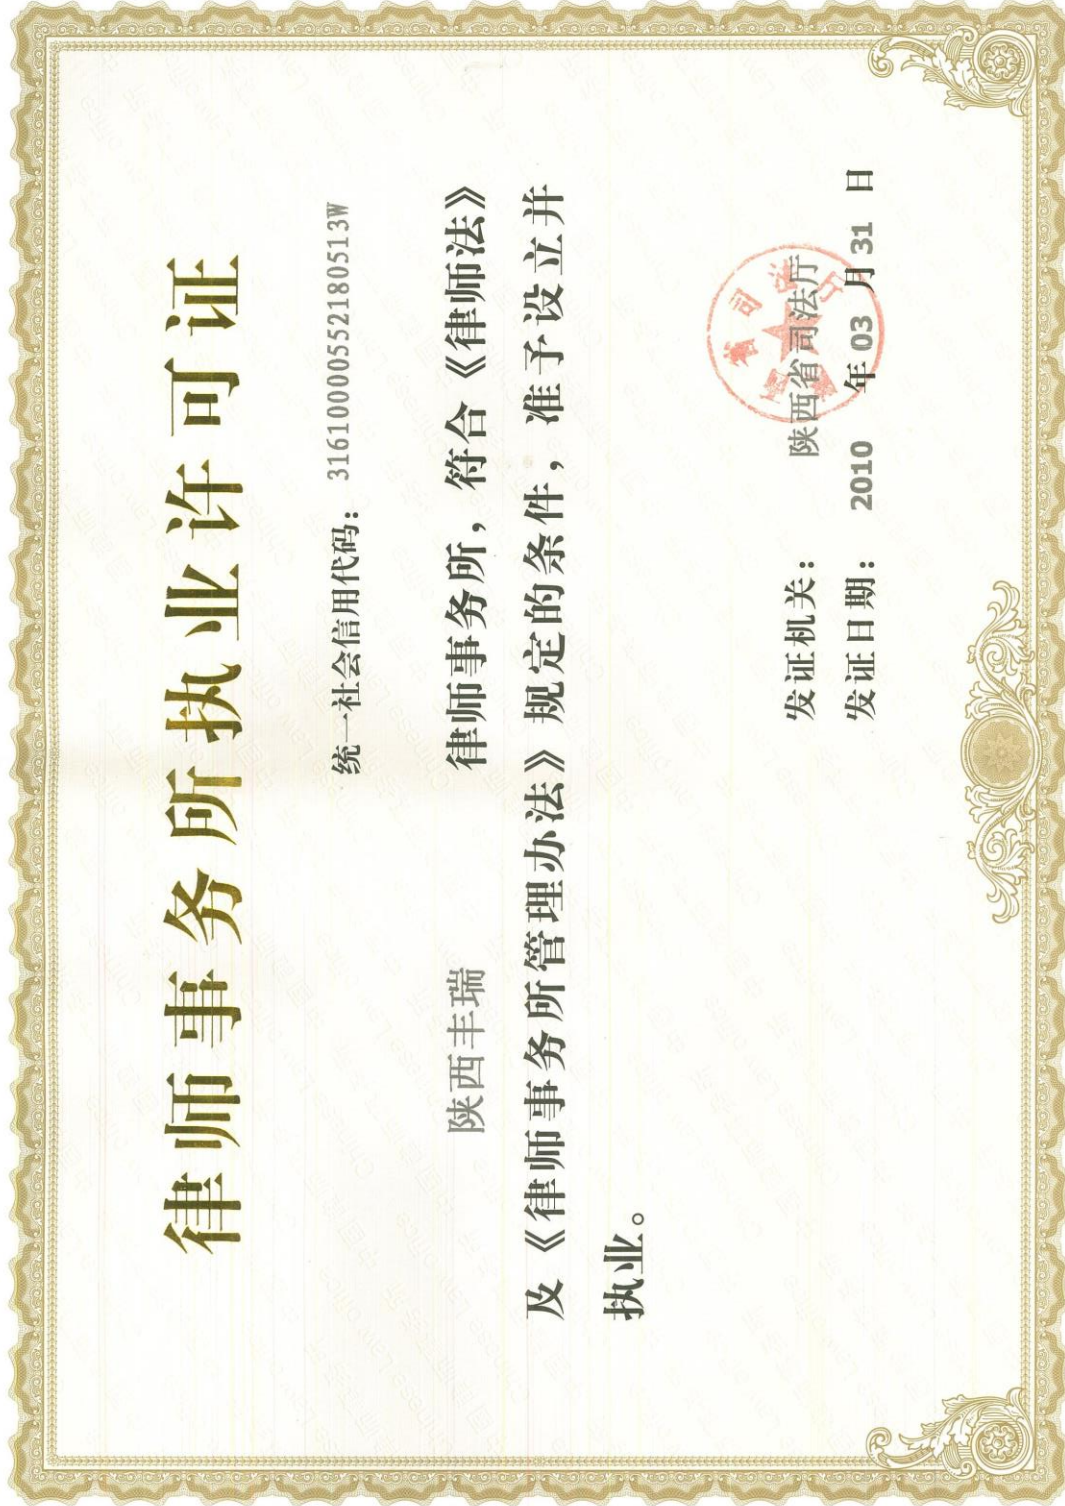 律师事务所执业许可证
统一社会信用代码：31610000552180513W
陕西丰瑞 律师事务所，符合《律师法》
及《律师事务所管理办法》规定的条件，准予设立并
执业。
发证机关： 陕西省司法厅
发证日期： 2010 年 03 月 31 日